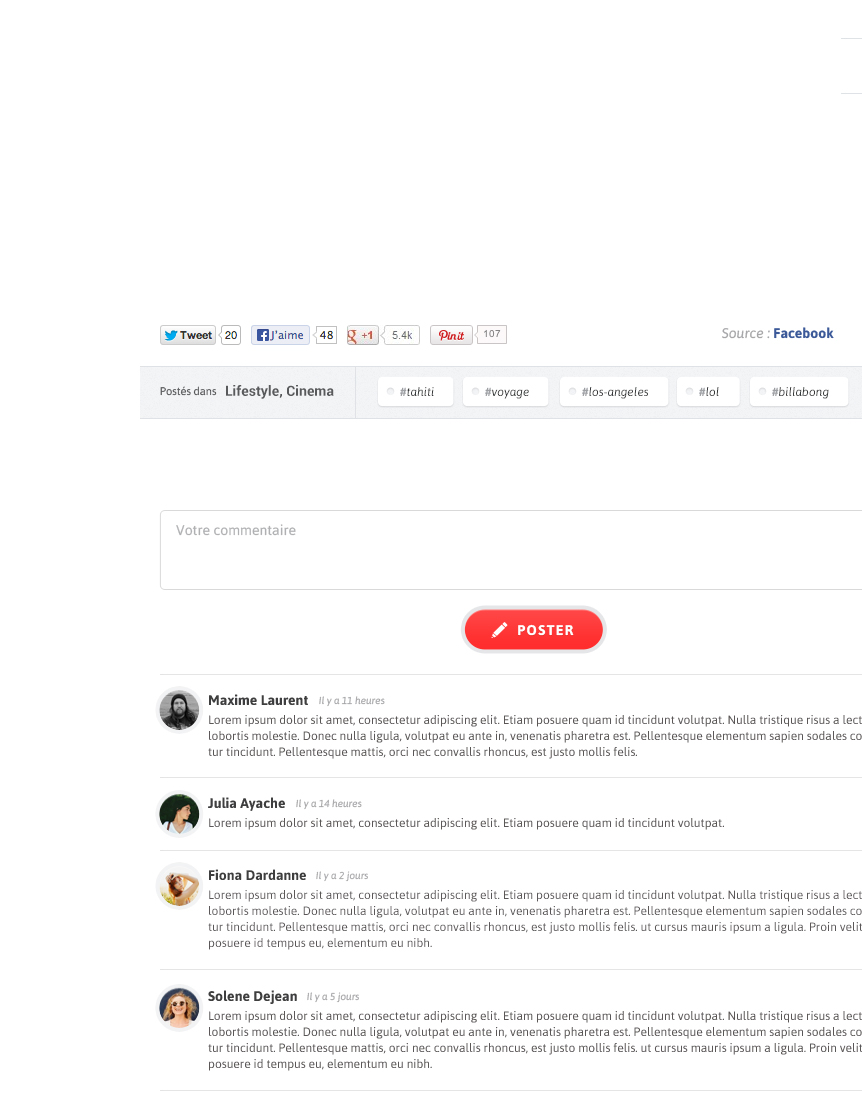 Tweet 20 J'aime 48 g +1 5.4k Pinit 107 Source : Facebook
Postés dans Lifestyle, Cinema #tahiti #voyage #los-angeles #lol #billabong
Votre commentaire
POSTER
Maxime Laurent Il y a 11 heures
Lorem ipsum dolor sit amet, consectetur adipiscing elit. Etiam posuere quam id tincidunt volutpat. Nulla tristique risus a lect
lobortis molestie. Donec nulla ligula, volutpat eu ante in, venenatis pharetra est. Pellentesque elementum sapien sodales co
tur tincidunt. Pellentesque mattis, orci nec convallis rhoncus, est justo mollis felis.
Julia Ayache Il y a 14 heures
Lorem ipsum dolor sit amet, consectetur adipiscing elit. Etiam posuere quam id tincidunt volutpat.
Fiona Dardanne Il y a 2 jours
Lorem ipsum dolor sit amet, consectetur adipiscing elit. Etiam posuere quam id tincidunt volutpat. Nulla tristique risus a lect
lobortis molestie. Donec nulla ligula, volutpat eu ante in, venenatis pharetra est. Pellentesque elementum sapien sodales co
tur tincidunt. Pellentesque mattis, orci nec convallis rhoncus, est justo mollis felis. ut cursus mauris ipsum a ligula. Proin velit
posuere id tempus eu, elementum eu nibh.
Solene Dejean Il y a 5 jours
Lorem ipsum dolor sit amet, consectetur adipiscing elit. Etiam posuere quam id tincidunt volutpat. Nulla tristique risus a lect
lobortis molestie. Donec nulla ligula, volutpat eu ante in, venenatis pharetra est. Pellentesque elementum sapien sodales co
tur tincidunt. Pellentesque mattis, orci nec convallis rhoncus, est justo mollis felis. ut cursus mauris ipsum a ligula. Proin velit
posuere id tempus eu, elementum eu nibh.